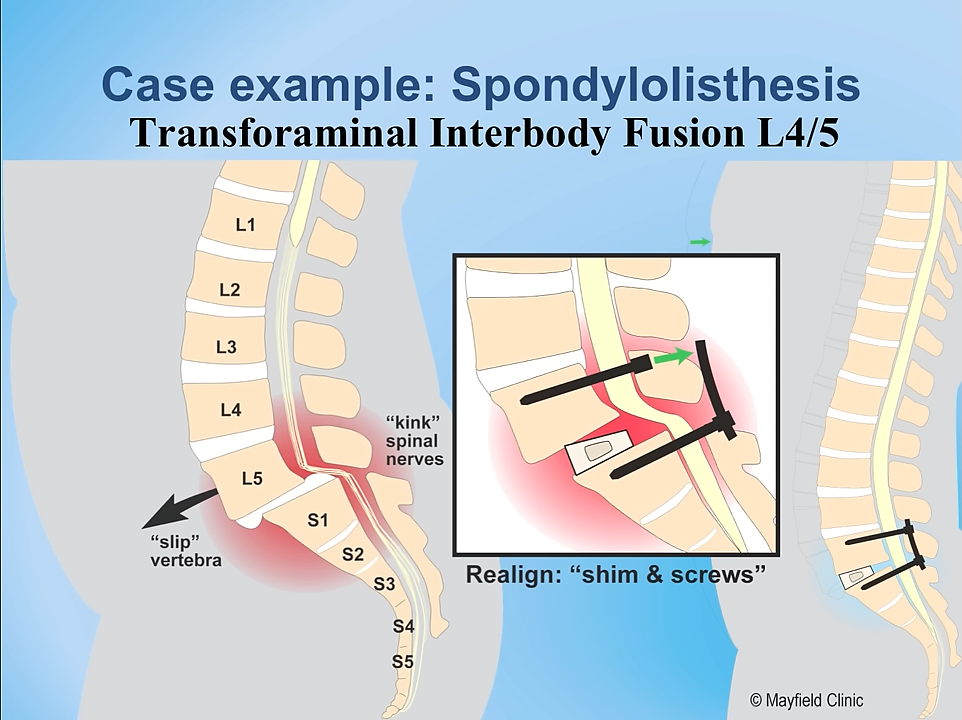 Case example: Spondylolisthesis
Transforaminal Interbody Fusion L4/5
L1
L2
L3
L4
“kink”
spinal
nerves
L5
S1
“slip”
vertebra
S2
S3
S4
S5
Realign: “shim & screws”
© Mayfield Clinic